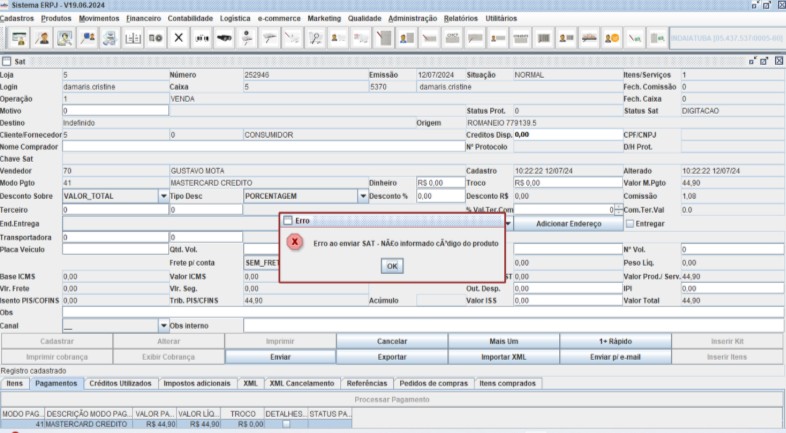 Sistema ERPJ - V19.06.2024
Cadastros Produtos Movimentos Financeiro Contabilidade Logística e-commerce Marketing Qualidade Administração Relatórios Utilitários
Sat
Loja 5 Número 252946 Emissão 12/07/2024 Situação NORMAL Itens/Serviços 1
Login damaris.cristine Caixa 5 5370 damaris.cristine Fech. Comissão 0
Operação 1 VENDA Fech. Caixa 0
Motivo 0 Status Prot. 0 Status Sat DIGITACAO
Destino Indefinido Origem ROMANEIO 779139.5
Cliente/Fornecedor 5 0 CONSUMIDOR Creditos Disp. 0,00 CPF/CNPJ
Nome Comprador Nº Protocolo D/H Prot.
Chave Sat
Vendedor 70 GUSTAVO MOTA Cadastro 10:22:22 12/07/24 Alterado 10:22:22 12/07/24
Modo Pgto 41 MASTERCARD CREDITO Dinheiro R$ 0,00 Troco R$ 0,00 Valor M.Pgto 44,90
Desconto Sobre VALOR_TOTAL Tipo Desc PORCENTAGEM Desconto % 0,00 Desconto R$ 0,00 Comissão 1,08
Terceiro 0 0 % Val.Ter.Com 0 Com.Ter.Val 0.0
End.Entrega Adicionar Endereço Entregar
Transportadora 0 0
Placa Veículo Qtd. Vol. Nº Vol. 0
Frete p/ conta SEM_FRET 0,00 Peso Liq. 0,00
Base ICMS 0,00 Valor ICMS 0,00 ST 0,00 Valor Prod./ Serv. 44,90
Vlr. Frete 0,00 Vlr. Seg. 0,00 Out. Desp. 0,00 IPI 0,00
Isento PIS/COFINS 0,00 Trib. PIS/CFINS 44,90 Acúmulo Valor ISS 0,00 Valor Total 44,90
Obs
Canal __ Obs interno
Erro
Erro ao enviar SAT - NÃ£o informado cÃ³digo do produto
OK
Cadastrar Alterar Imprimir Cancelar Mais Um 1+ Rápido Inserir Kit
Imprimir cobrança Exibir Cobrança Enviar Exportar Importar XML Enviar p/ e-mail Inserir Itens
Registro cadastrado
Itens Pagamentos Créditos Utilizados Impostos adicionais XML XML Cancelamento Referências Pedidos de compras Itens comprados
Processar Pagamento
MODO PAG... DESCRIÇÃO MODO PAG... VALOR PA... VALOR LÍQ... TROCO DETALHES... STATUS PA...
41 MASTERCARD CREDITO R$ 44,90 R$ 44,90 R$ 0,00